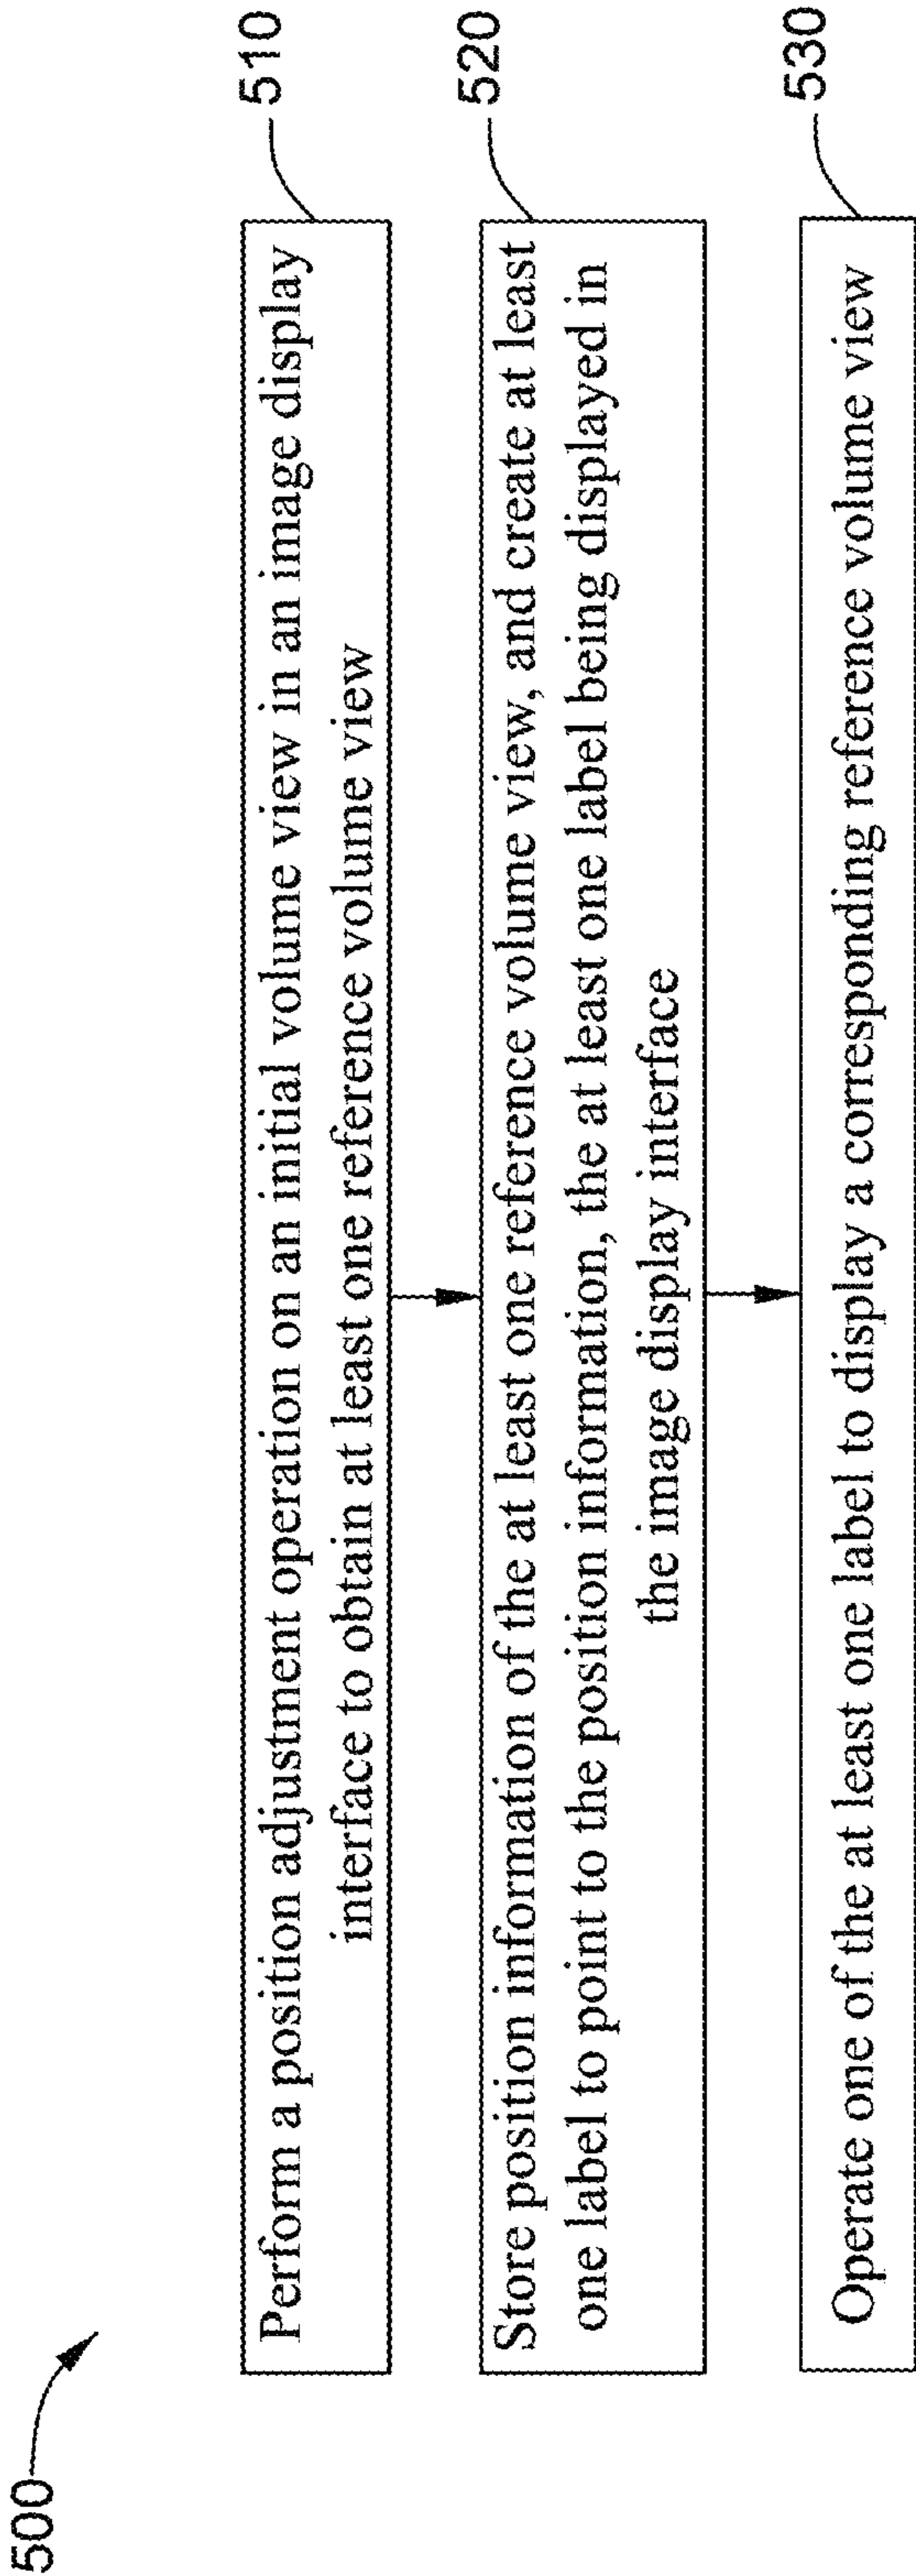 500
Perform a position adjustment operation on an initial volume view in an image display
interface to obtain at least one reference volume view
510
Store position information of the at least one reference volume view, and create at least
one label to point to the position information, the at least one label being displayed in
the image display interface
520
Operate one of the at least one label to display a corresponding reference volume view
530